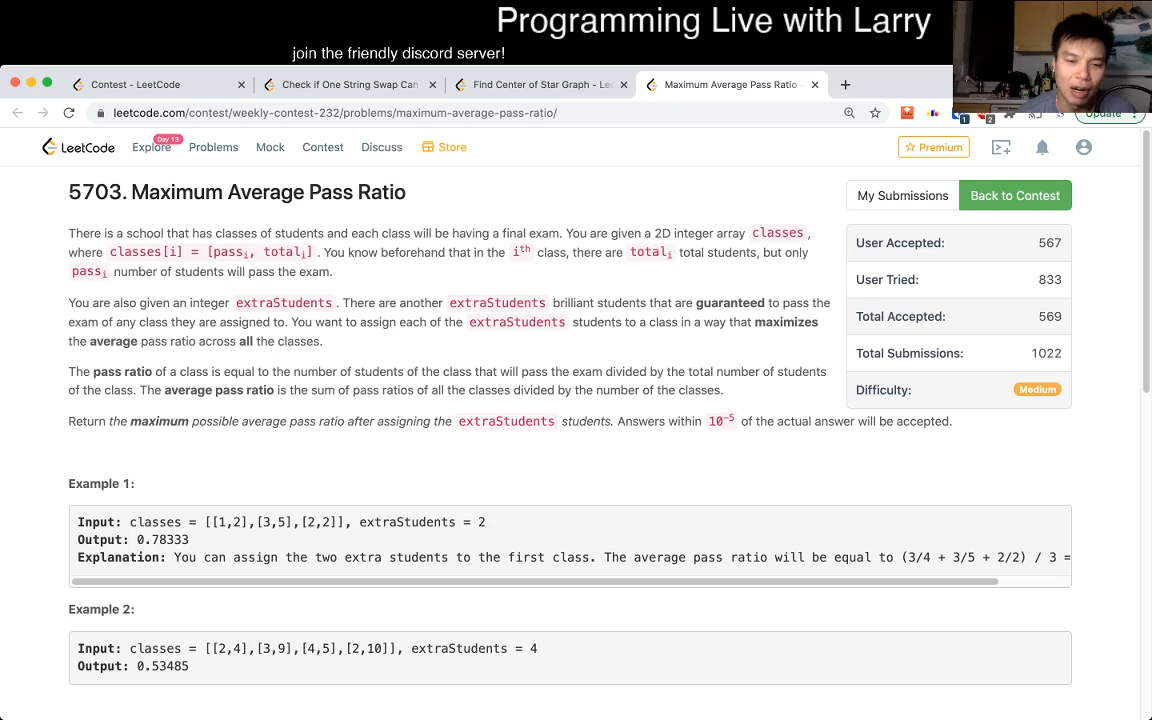 Programming Live with Larry
join the friendly discord server!
Contest - LeetCode
Check if One String Swap Can
Find Center of Star Graph - Lee
Maximum Average Pass Ratio -
leetcode.com/contest/weekly-contest-232/problems/maximum-average-pass-ratio/
1
2
Update
LeetCode
Explore
Day 13
Problems
Mock
Contest
Discuss
Store
Premium
5703. Maximum Average Pass Ratio
My Submissions
Back to Contest
There is a school that has classes of students and each class will be having a final exam. You are given a 2D integer array classes ,
where classes[i] = [passi, totali] . You know beforehand that in the ith class, there are totali total students, but only
passi number of students will pass the exam.
You are also given an integer extraStudents . There are another extraStudents brilliant students that are guaranteed to pass the
exam of any class they are assigned to. You want to assign each of the extraStudents students to a class in a way that maximizes
the average pass ratio across all the classes.
The pass ratio of a class is equal to the number of students of the class that will pass the exam divided by the total number of students
of the class. The average pass ratio is the sum of pass ratios of all the classes divided by the number of the classes.
Return the maximum possible average pass ratio after assigning the extraStudents students. Answers within 10^-5 of the actual answer will be accepted.
User Accepted: 567
User Tried: 833
Total Accepted: 569
Total Submissions: 1022
Difficulty: Medium
Example 1:
Input: classes = [[1,2],[3,5],[2,2]], extraStudents = 2
Output: 0.78333
Explanation: You can assign the two extra students to the first class. The average pass ratio will be equal to (3/4 + 3/5 + 2/2) / 3 =
Example 2:
Input: classes = [[2,4],[3,9],[4,5],[2,10]], extraStudents = 4
Output: 0.53485